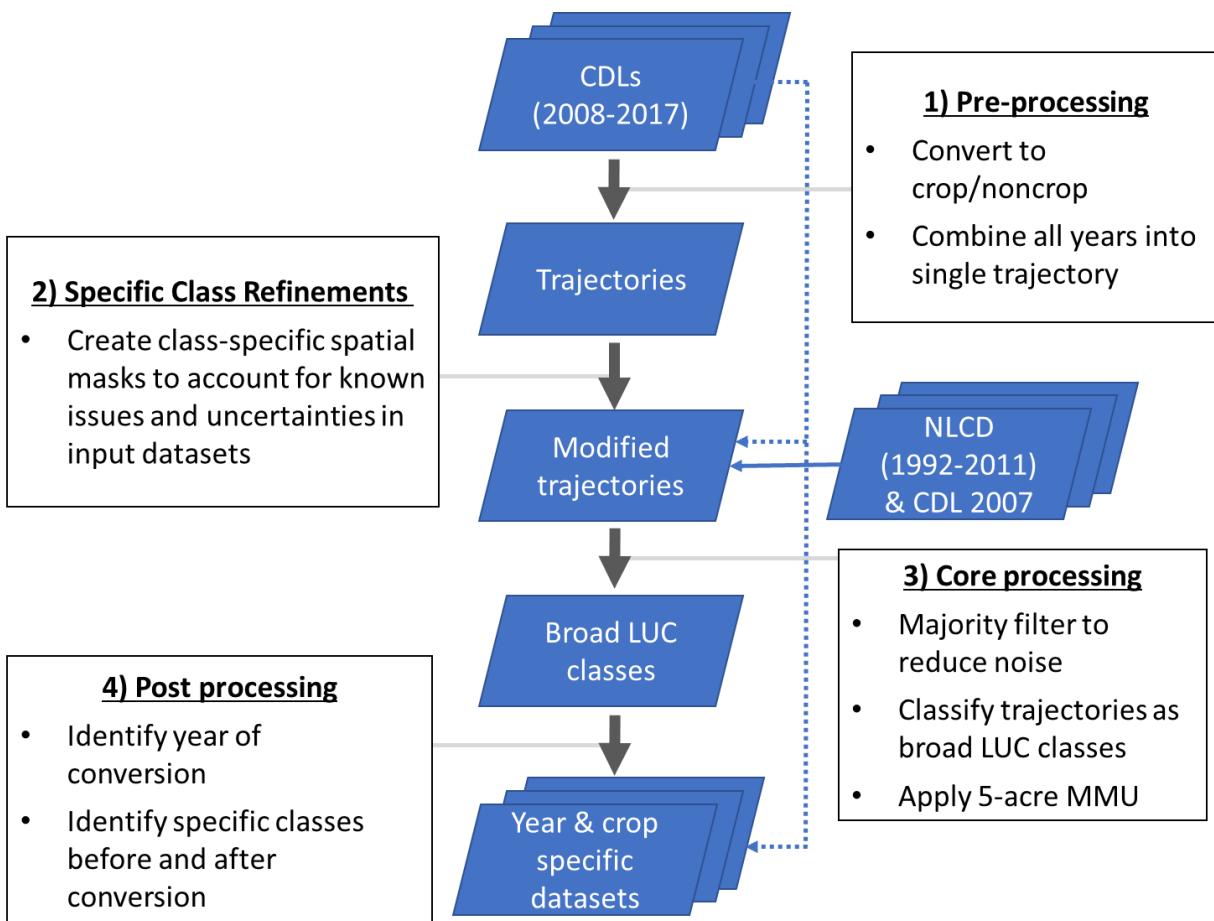 CDLs
(2008-2017)
1) Pre-processing
• Convert to
crop/noncrop
• Combine all years into
single trajectory
Trajectories
2) Specific Class Refinements
• Create class-specific spatial
masks to account for known
issues and uncertainties in
input datasets
Modified
trajectories
NLCD
(1992-2011)
& CDL 2007
3) Core processing
• Majority filter to
reduce noise
• Classify trajectories as
broad LUC classes
• Apply 5-acre MMU
Broad LUC
classes
4) Post processing
• Identify year of
conversion
• Identify specific classes
before and after
conversion
Year & crop
specific
datasets